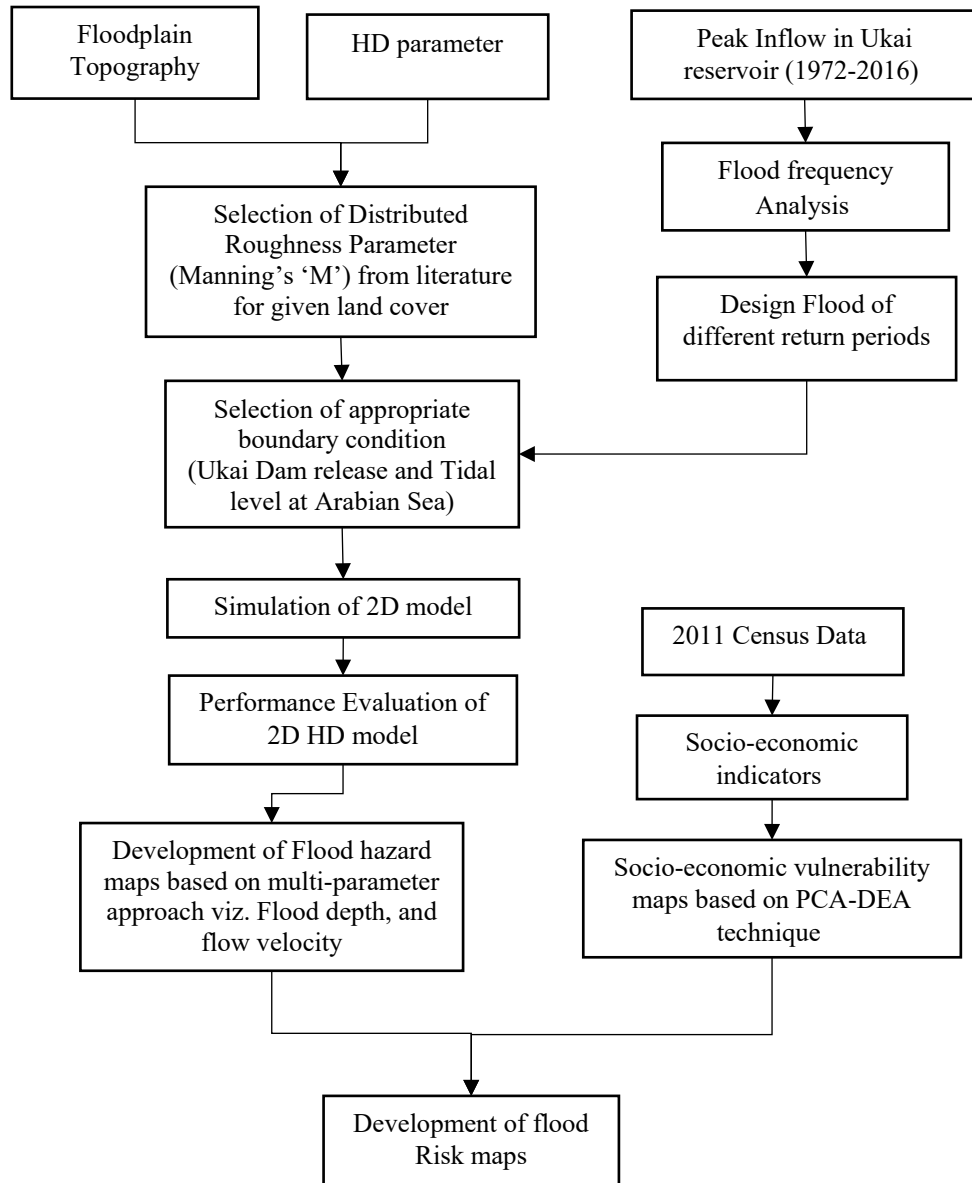 Floodplain
Topography
HD parameter
Peak Inflow in Ukai
reservoir (1972-2016)
Flood frequency
Analysis
Selection of Distributed
Roughness Parameter
(Manning’s ‘M’) from literature
for given land cover
Design Flood of
different return periods
Selection of appropriate
boundary condition
(Ukai Dam release and Tidal
level at Arabian Sea)
Simulation of 2D model
2011 Census Data
Performance Evaluation of
2D HD model
Socio-economic
indicators
Development of Flood hazard
maps based on multi-parameter
approach viz. Flood depth, and
flow velocity
Socio-economic vulnerability
maps based on PCA-DEA
technique
Development of flood
Risk maps